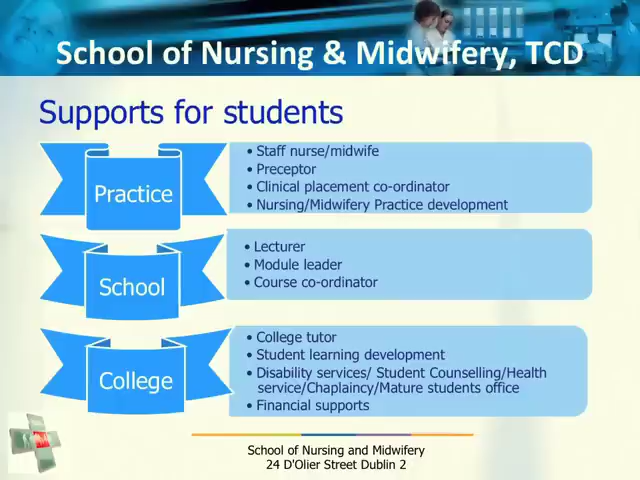 School of Nursing & Midwifery, TCD
Supports for students
Practice
• Staff nurse/midwife
• Preceptor
• Clinical placement co-ordinator
• Nursing/Midwifery Practice development
School
• Lecturer
• Module leader
• Course co-ordinator
College
• College tutor
• Student learning development
• Disability services/ Student Counselling/Health
service/Chaplaincy/Mature students office
• Financial supports
School of Nursing and Midwifery
24 D'Olier Street Dublin 2